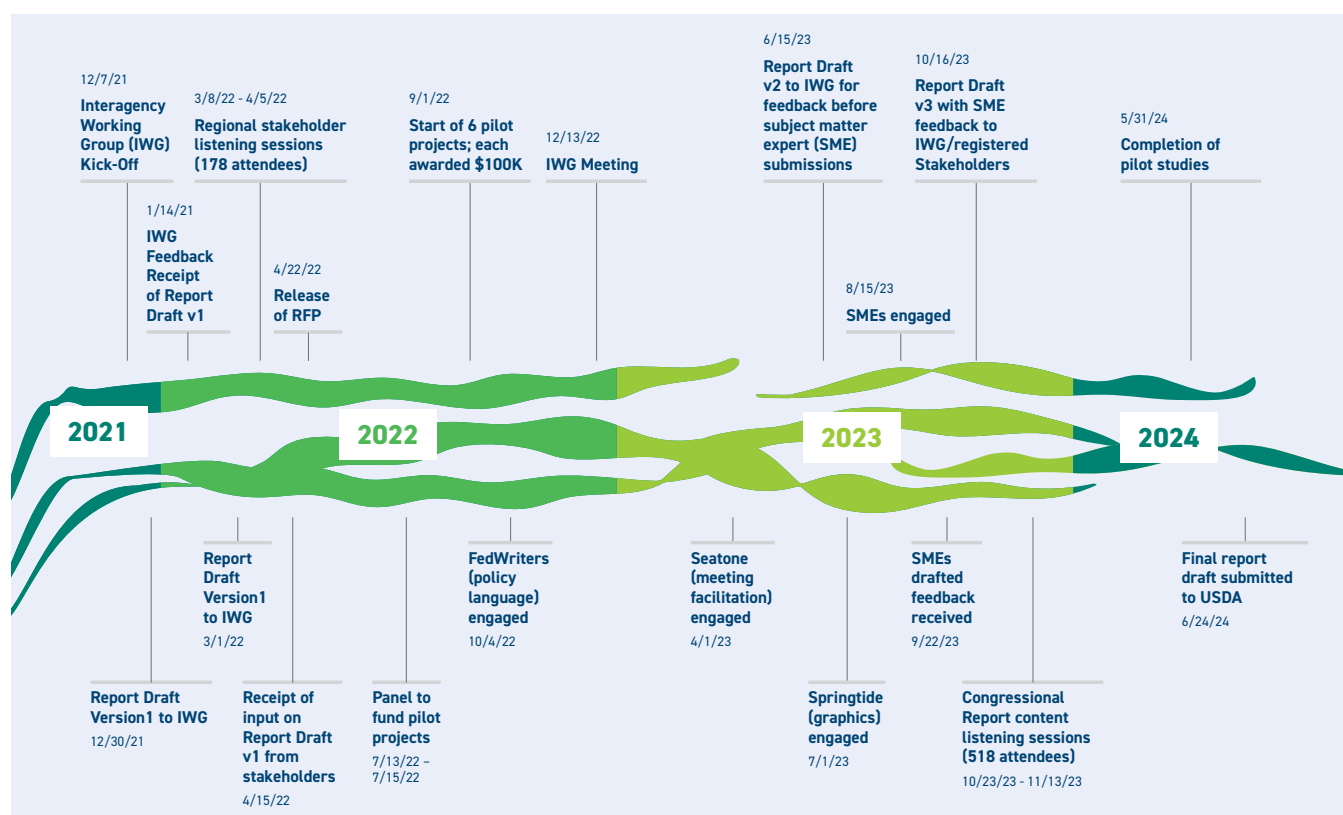 12/7/21
Interagency
Working
Group (IWG)
Kick-Off
1/14/21
IWG
Feedback
Receipt
of Report
Draft v1
3/8/22 - 4/5/22
Regional stakeholder
listening sessions
(178 attendees)
4/22/22
Release
of RFP
9/1/22
Start of 6 pilot
projects; each
awarded $100K
12/13/22
IWG Meeting
6/15/23
Report Draft
v2 to IWG for
feedback before
subject matter
expert (SME)
submissions
8/15/23
SMEs engaged
10/16/23
Report Draft
v3 with SME
feedback to
IWG/registered
Stakeholders
5/31/24
Completion of
pilot studies
2021
2022
2023
2024
Report Draft
Version1 to IWG
12/30/21
Report
Draft
Version1
to IWG
3/1/22
Receipt of
input on
Report Draft
v1 from
stakeholders
4/15/22
Panel to
fund pilot
projects
7/13/22 –
7/15/22
FedWriters
(policy
language)
engaged
10/4/22
Seatone
(meeting
facilitation)
engaged
4/1/23
Springtide
(graphics)
engaged
7/1/23
SMEs
drafted
feedback
received
9/22/23
Congressional
Report content
listening sessions
(518 attendees)
10/23/23 - 11/13/23
Final report
draft submitted
to USDA
6/24/24